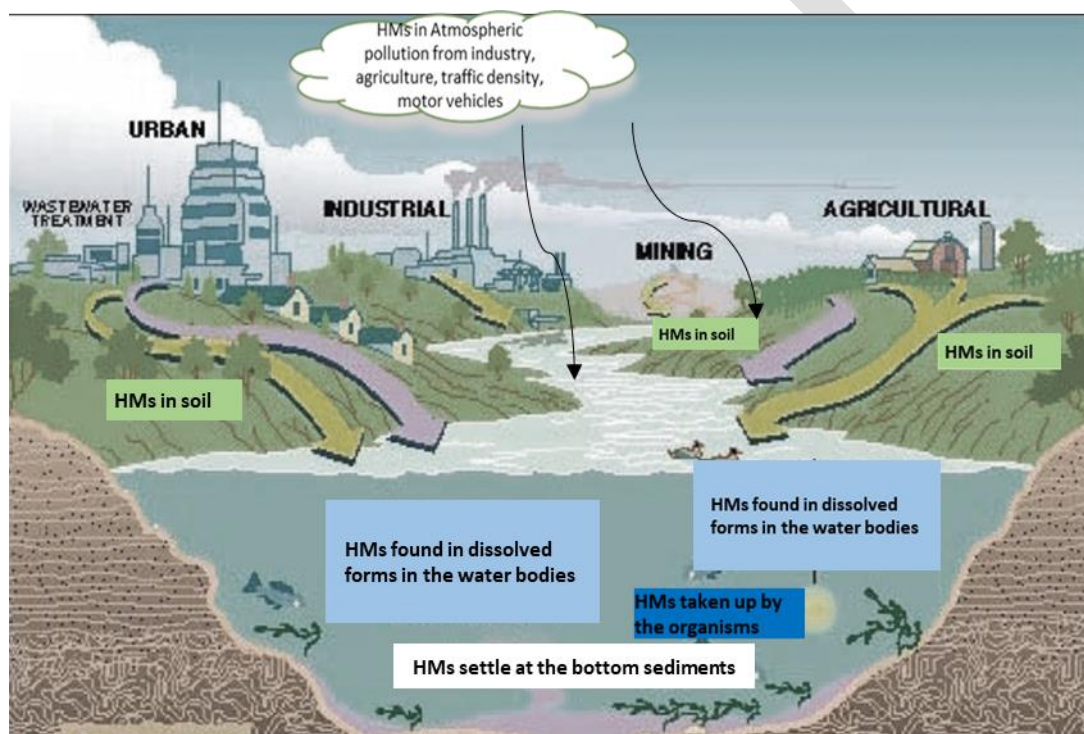 HMs in Atmospheric
pollution from industry,
agriculture, traffic density,
motor vehicles
URBAN
WASTEWATER
TREATMENT
INDUSTRIAL
MINING
AGRICULTURAL
HMs in soil
HMs in soil
HMs in soil
HMs found in dissolved
forms in the water bodies
HMs found in dissolved
forms in the water bodies
HMs taken up by
the organisms
HMs settle at the bottom sediments